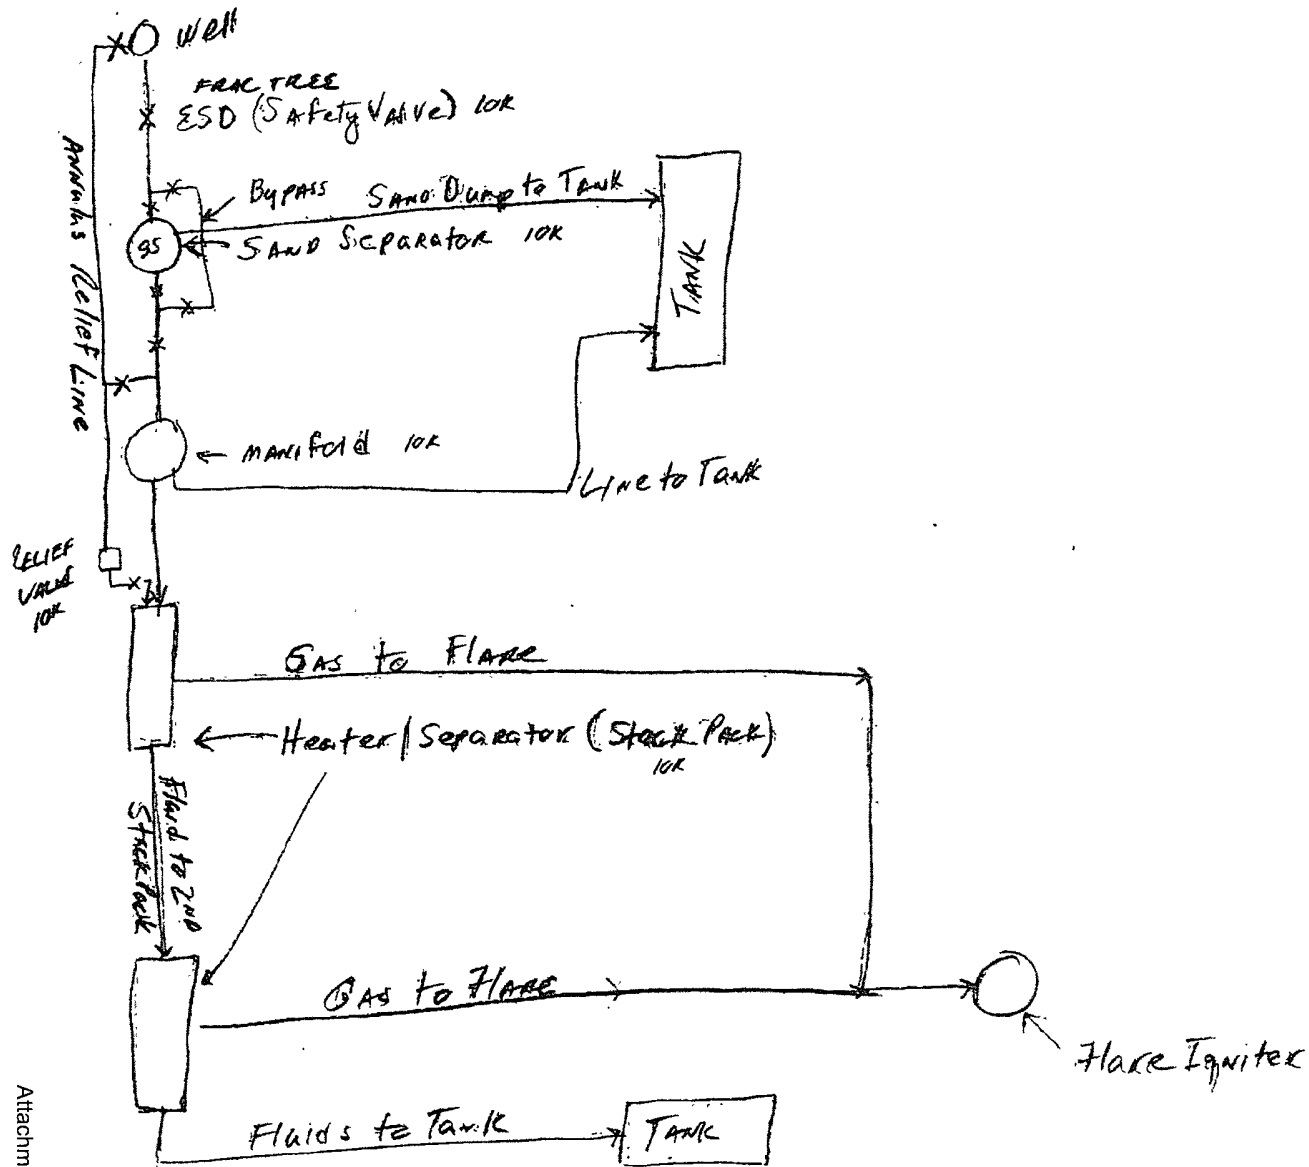 Well
FRAC TREE
ESD (Safety Valve) 10K
Annulus Relief Line
Bypass
Sand Dump to Tank
SS
Sand Separator 10K
Tank
Manifold 10K
Line to Tank
Relief
Valve
10K
Gas to Flare
Heater/Separator (Stack Pack)
10K
Fluid to 2nd
Stack Pack
Gas to Flare
Flare Igniter
Fluids to Tank
Tank
Attachm